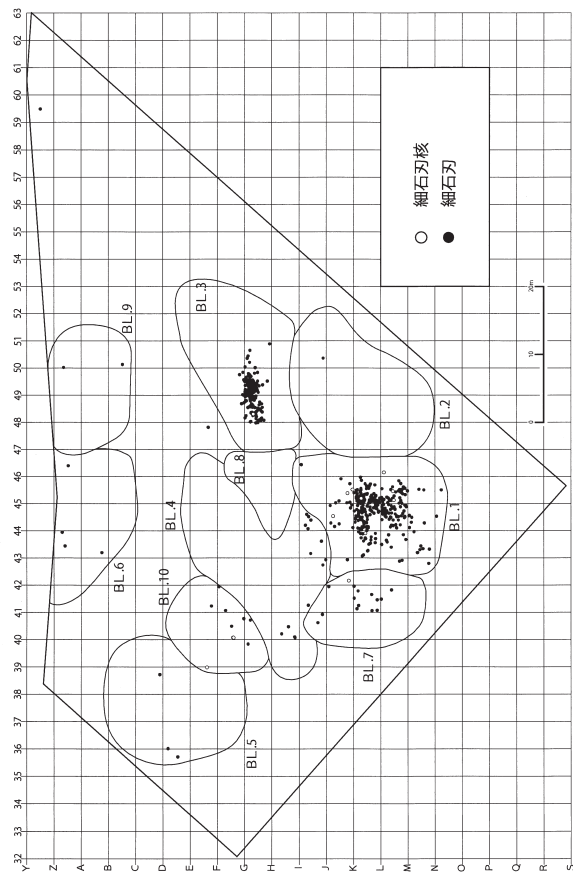 63
62
61
60
59
58
57
56
55
54
53
52
51
50
49
48
47
46
45
44
43
42
41
40
39
38
37
36
35
34
33
32
Y
Z
A
B
C
D
E
F
G
H
I
J
K
L
M
N
O
P
Q
R
S
BL.9
BL.3
BL.2
BL.8
BL.6
BL.4
BL.1
BL.10
BL.7
BL.5
○ 細石刃核
● 細石刃
0
10
20m